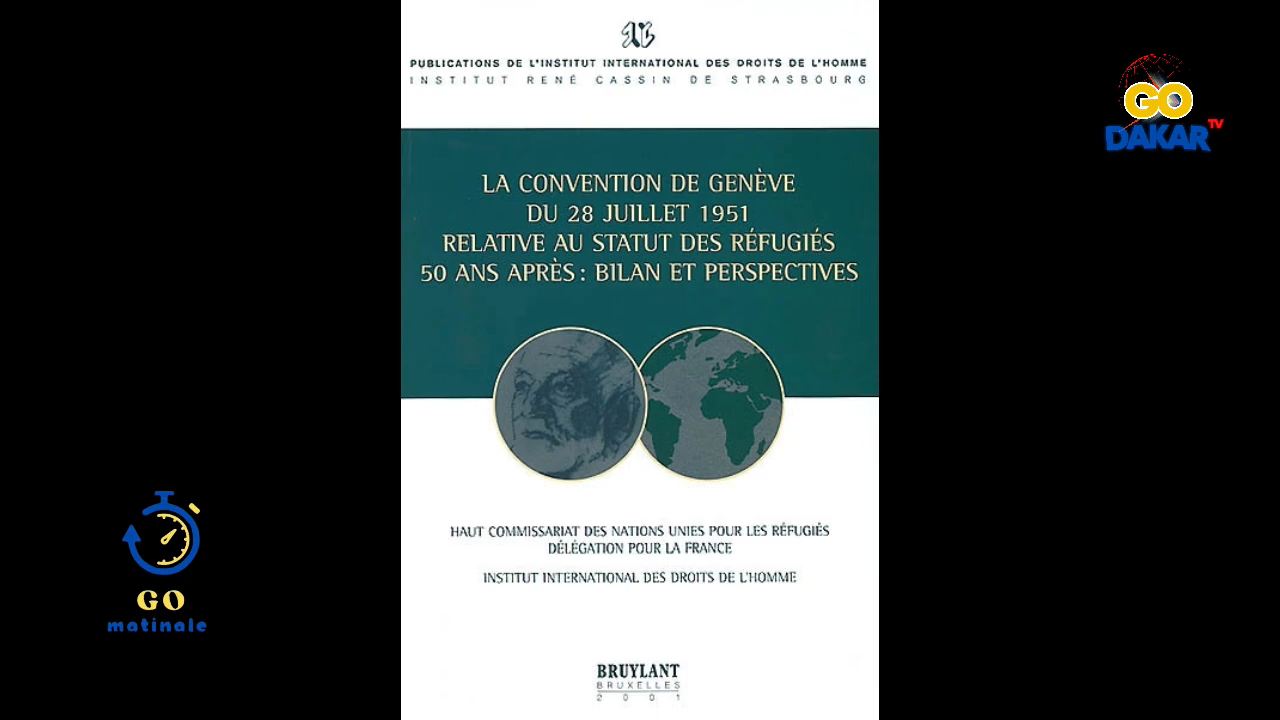 PUBLICATIONS DE L'INSTITUT INTERNATIONAL DES DROITS DE L'HOMME
INSTITUT RENÉ CASSIN DE STRASBOURG
GO
DAKAR TV
LA CONVENTION DE GENÈVE
DU 28 JUILLET 1951
RELATIVE AU STATUT DES RÉFUGIÉS
50 ANS APRÈS : BILAN ET PERSPECTIVES
HAUT COMMISSARIAT DES NATIONS UNIES POUR LES RÉFUGIÉS
DÉLÉGATION POUR LA FRANCE
INSTITUT INTERNATIONAL DES DROITS DE L'HOMME
GO
matinale
BRUYLANT
BRUXELLES
2001